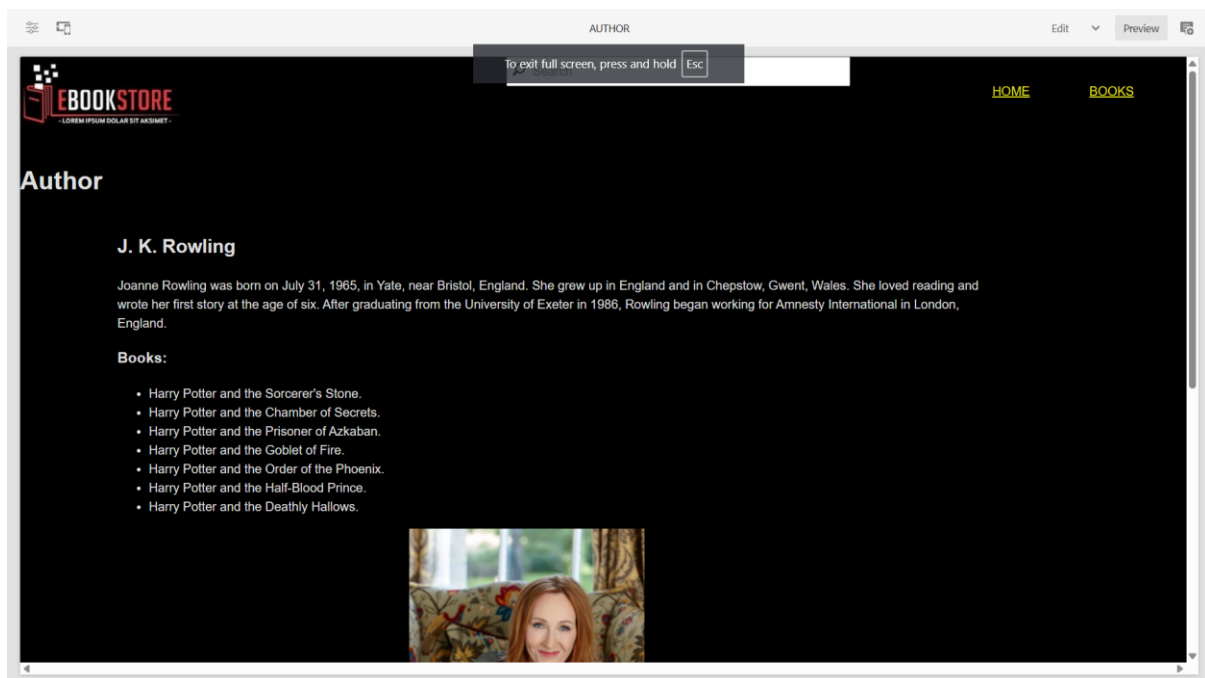 AUTHOR
Edit
Preview
To exit full screen, press and hold Esc
Search
EBOOKSTORE
- LOREM IPSUM DOLAR SIT AKSIMET -
HOME
BOOKS
Author
J. K. Rowling
Joanne Rowling was born on July 31, 1965, in Yate, near Bristol, England. She grew up in England and in Chepstow, Gwent, Wales. She loved reading and
wrote her first story at the age of six. After graduating from the University of Exeter in 1986, Rowling began working for Amnesty International in London,
England.
Books:
• Harry Potter and the Sorcerer's Stone.
• Harry Potter and the Chamber of Secrets.
• Harry Potter and the Prisoner of Azkaban.
• Harry Potter and the Goblet of Fire.
• Harry Potter and the Order of the Phoenix.
• Harry Potter and the Half-Blood Prince.
• Harry Potter and the Deathly Hallows.